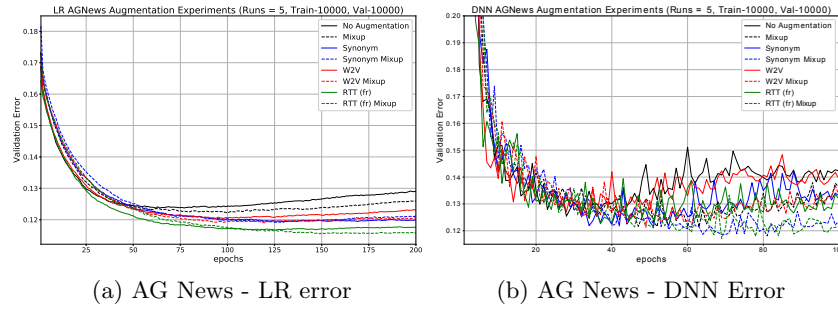 LR AGNews Augmentation Experiments (Runs = 5, Train-10000, Val-10000)
0.18
0.17
0.16
0.15
0.14
0.13
0.12
Validation Error
25
50
75
100
125
150
175
200
epochs
No Augmentation
Mixup
Synonym
Synonym Mixup
W2V
W2V Mixup
RTT (fr)
RTT (fr) Mixup
(a) AG News - LR error
DNN AGNews Augmentation Experiments (Runs = 5, Train-10000, Val-10000)
0.20
0.19
0.18
0.17
0.16
0.15
0.14
0.13
0.12
Validation Error
20
40
60
80
epochs
No Augmentation
Mixup
Synonym
Synonym Mixup
W2V
W2V Mixup
RTT (fr)
RTT (fr) Mixup
(b) AG News - DNN Error